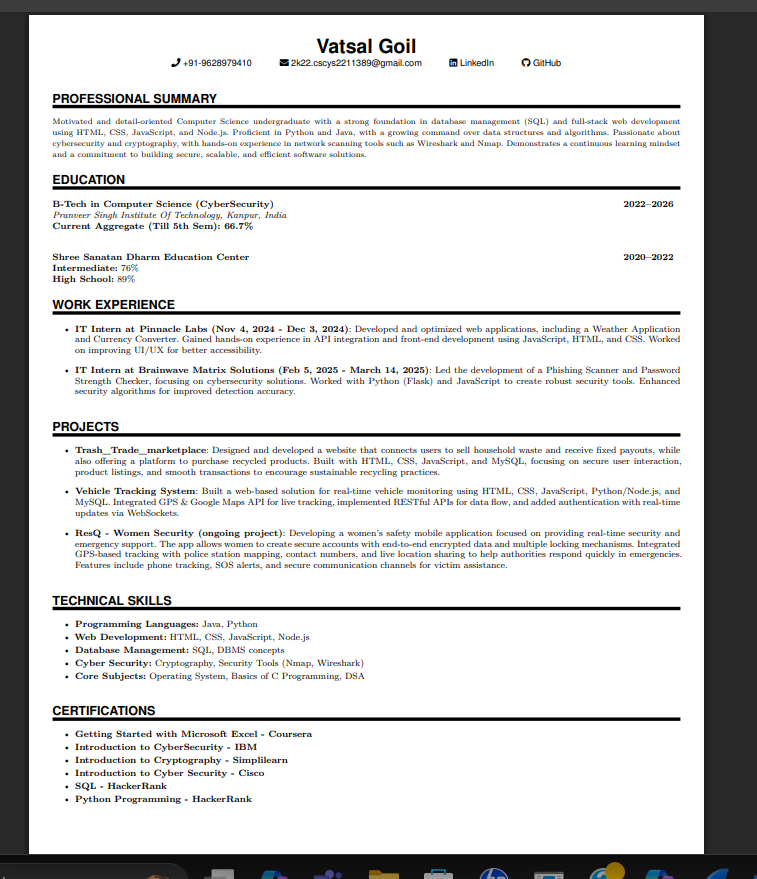 Vatsal Goil
+91-9628979410 2k22.cscys2211389@gmail.com LinkedIn GitHub
PROFESSIONAL SUMMARY
Motivated and detail-oriented Computer Science undergraduate with a strong foundation in database management (SQL) and full-stack web development
using HTML, CSS, JavaScript, and Node.js. Proficient in Python and Java, with a growing command over data structures and algorithms. Passionate about
cybersecurity and cryptography, with hands-on experience in network scanning tools such as Wireshark and Nmap. Demonstrates a continuous learning mindset
and a commitment to building secure, scalable, and efficient software solutions.
EDUCATION
B-Tech in Computer Science (CyberSecurity) 2022–2026
Pranveer Singh Institute Of Technology, Kanpur, India
Current Aggregate (Till 5th Sem): 66.7%
Shree Sanatan Dharm Education Center 2020–2022
Intermediate: 76%
High School: 89%
WORK EXPERIENCE
• IT Intern at Pinnacle Labs (Nov 4, 2024 - Dec 3, 2024): Developed and optimized web applications, including a Weather Application
and Currency Converter. Gained hands-on experience in API integration and front-end development using JavaScript, HTML, and CSS. Worked
on improving UI/UX for better accessibility.
• IT Intern at Brainwave Matrix Solutions (Feb 5, 2025 - March 14, 2025): Led the development of a Phishing Scanner and Password
Strength Checker, focusing on cybersecurity solutions. Worked with Python (Flask) and JavaScript to create robust security tools. Enhanced
security algorithms for improved detection accuracy.
PROJECTS
• Trash_Trade_marketplace: Designed and developed a website that connects users to sell household waste and receive fixed payouts, while
also offering a platform to purchase recycled products. Built with HTML, CSS, JavaScript, and MySQL, focusing on secure user interaction,
product listings, and smooth transactions to encourage sustainable recycling practices.
• Vehicle Tracking System: Built a web-based solution for real-time vehicle monitoring using HTML, CSS, JavaScript, Python/Node.js, and
MySQL. Integrated GPS & Google Maps API for live tracking, implemented RESTful APIs for data flow, and added authentication with real-time
updates via WebSockets.
• ResQ - Women Security (ongoing project): Developing a women's safety mobile application focused on providing real-time security and
emergency support. The app allows women to create secure accounts with end-to-end encrypted data and multiple locking mechanisms. Integrated
GPS-based tracking with police station mapping, contact numbers, and live location sharing to help authorities respond quickly in emergencies.
Features include phone tracking, SOS alerts, and secure communication channels for victim assistance.
TECHNICAL SKILLS
• Programming Languages: Java, Python
• Web Development: HTML, CSS, JavaScript, Node.js
• Database Management: SQL, DBMS concepts
• Cyber Security: Cryptography, Security Tools (Nmap, Wireshark)
• Core Subjects: Operating System, Basics of C Programming, DSA
CERTIFICATIONS
• Getting Started with Microsoft Excel - Coursera
• Introduction to CyberSecurity - IBM
• Introduction to Cryptography - Simplilearn
• Introduction to Cyber Security - Cisco
• SQL - HackerRank
• Python Programming - HackerRank